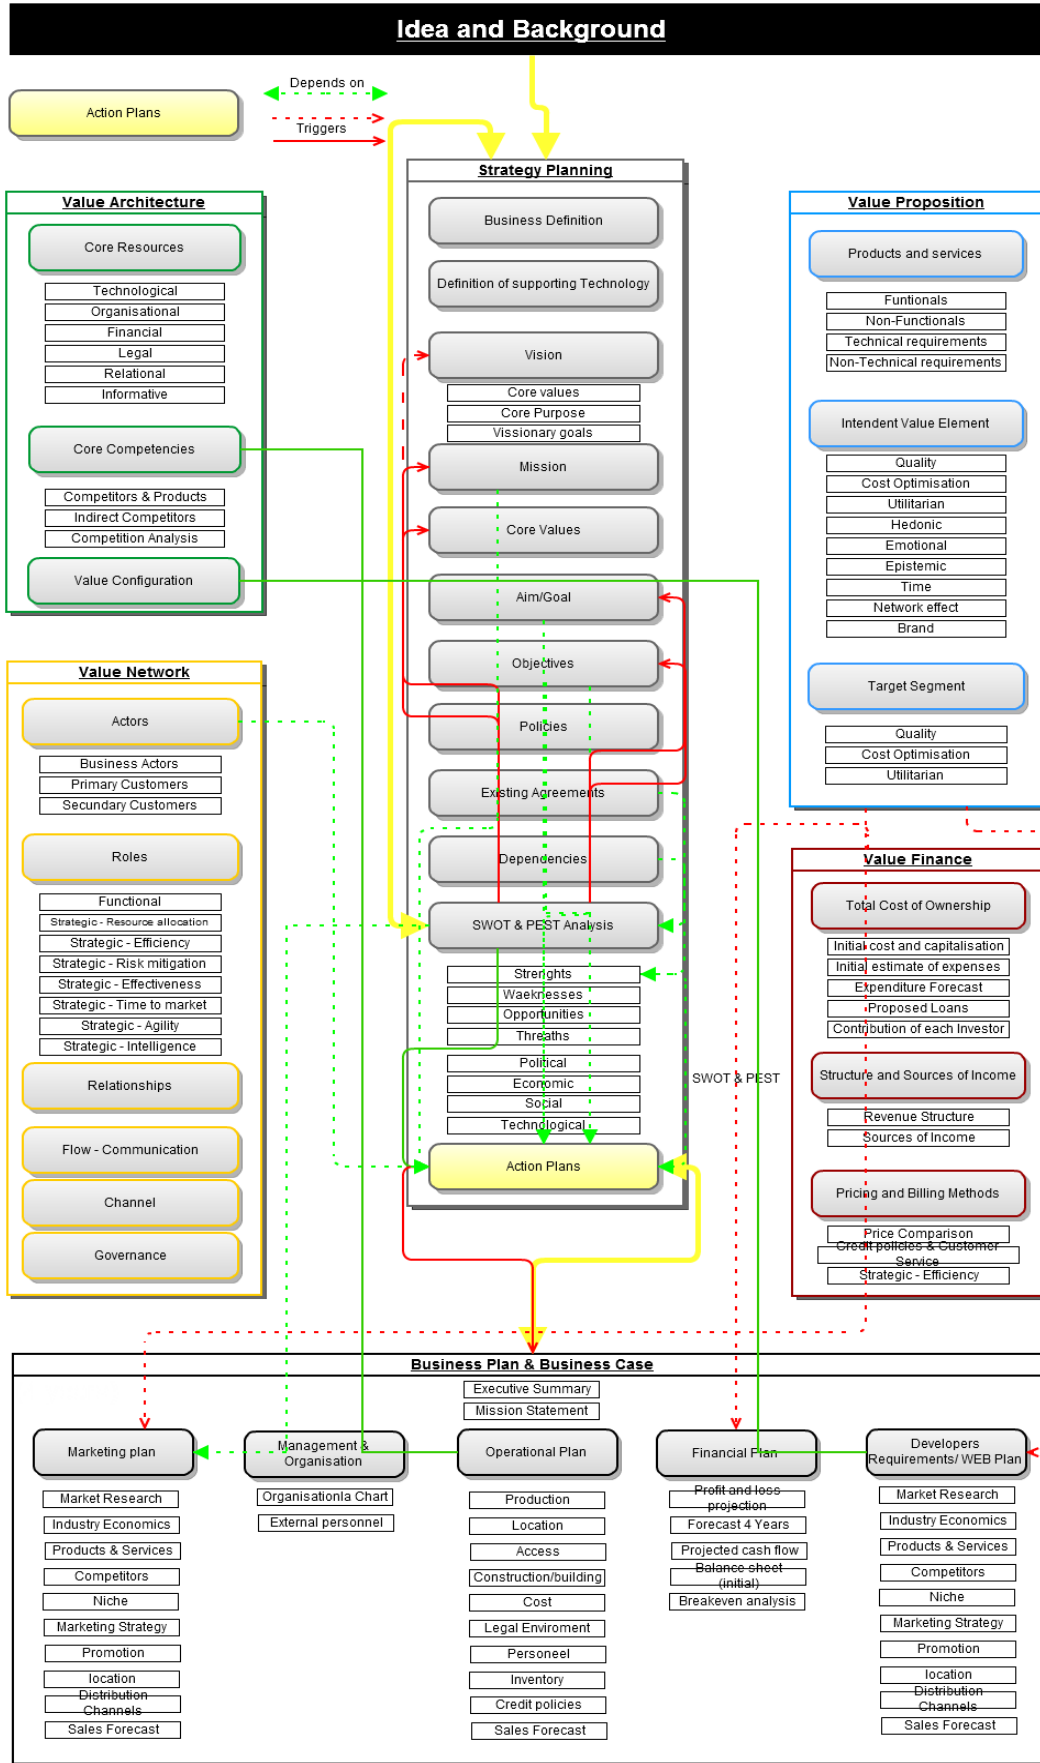 Idea and Background
Action Plans
Depends on
Triggers
Strategy Planning
Business Definition
Definition of supporting Technology
Vision
Core values
Core Purpose
Vissionary goals
Mission
Core Values
Aim/Goal
Objectives
Policies
Existing Agreements
Dependencies
SWOT & PEST Analysis
Strenghts
Waeknesses
Opportunities
Threaths
Political
Economic
Social
Technological
Action Plans
Value Architecture
Core Resources
Technological
Organisational
Financial
Legal
Relational
Informative
Core Competencies
Competitors & Products
Indirect Competitors
Competition Analysis
Value Configuration
Value Network
Actors
Business Actors
Primary Customers
Secundary Customers
Roles
Functional
Strategic - Resource allocation
Strategic - Efficiency
Strategic - Risk mitigation
Strategic - Effectiveness
Strategic - Time to market
Strategic - Agility
Strategic - Intelligence
Relationships
Flow - Communication
Channel
Governance
Value Proposition
Products and services
Funtionals
Non-Functionals
Technical requirements
Non-Technical requirements
Intendent Value Element
Quality
Cost Optimisation
Utilitarian
Hedonic
Emotional
Epistemic
Time
Network effect
Brand
Target Segment
Quality
Cost Optimisation
Utilitarian
Value Finance
Total Cost of Ownership
Initial cost and capitalisation
Initial estimate of expenses
Expenditure Forecast
Proposed Loans
Contribution of each Investor
SWOT & PEST
Structure and Sources of Income
Revenue Structure
Sources of Income
Pricing and Billing Methods
Price Comparison
Credit policies & Customer
Service
Strategic - Efficiency
Business Plan & Business Case
Executive Summary
Mission Statement
Marketing plan
Market Research
Industry Economics
Products & Services
Competitors
Niche
Marketing Strategy
Promotion
location
Distribution
Channels
Sales Forecast
Management &
Organisation
Organisationla Chart
External personnel
Operational Plan
Production
Location
Access
Construction/building
Cost
Legal Enviroment
Personeel
Inventory
Credit policies
Sales Forecast
Financial Plan
Profit and loss
projection
Forecast 4 Years
Projected cash flow
Balance sheet
(initial)
Breakeven analysis
Developers
Requirements/ WEB Plan
Market Research
Industry Economics
Products & Services
Competitors
Niche
Marketing Strategy
Promotion
location
Distribution
Channels
Sales Forecast